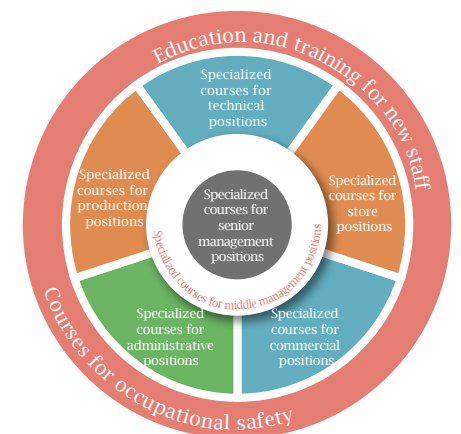 Education and training for new staff
Specialized
courses for
technical
positions
Specialized
courses for
production
positions
Specialized
courses for
store
positions
Specialized
courses for
senior
management
positions
Specialized courses for middle management positions
Specialized
courses for
administrative
positions
Specialized
courses for
commercial
positions
Courses for occupational safety